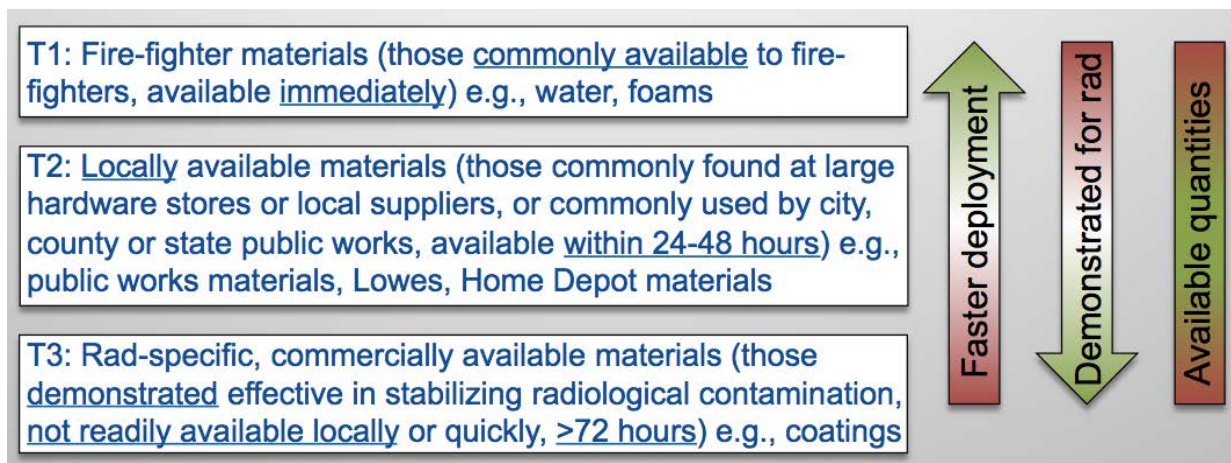 T1: Fire-fighter materials (those commonly available to fire-
fighters, available immediately) e.g., water, foams
T2: Locally available materials (those commonly found at large
hardware stores or local suppliers, or commonly used by city,
county or state public works, available within 24-48 hours) e.g.,
public works materials, Lowes, Home Depot materials
T3: Rad-specific, commercially available materials (those
demonstrated effective in stabilizing radiological contamination,
not readily available locally or quickly, >72 hours) e.g., coatings
Faster deployment
Demonstrated for rad
Available quantities